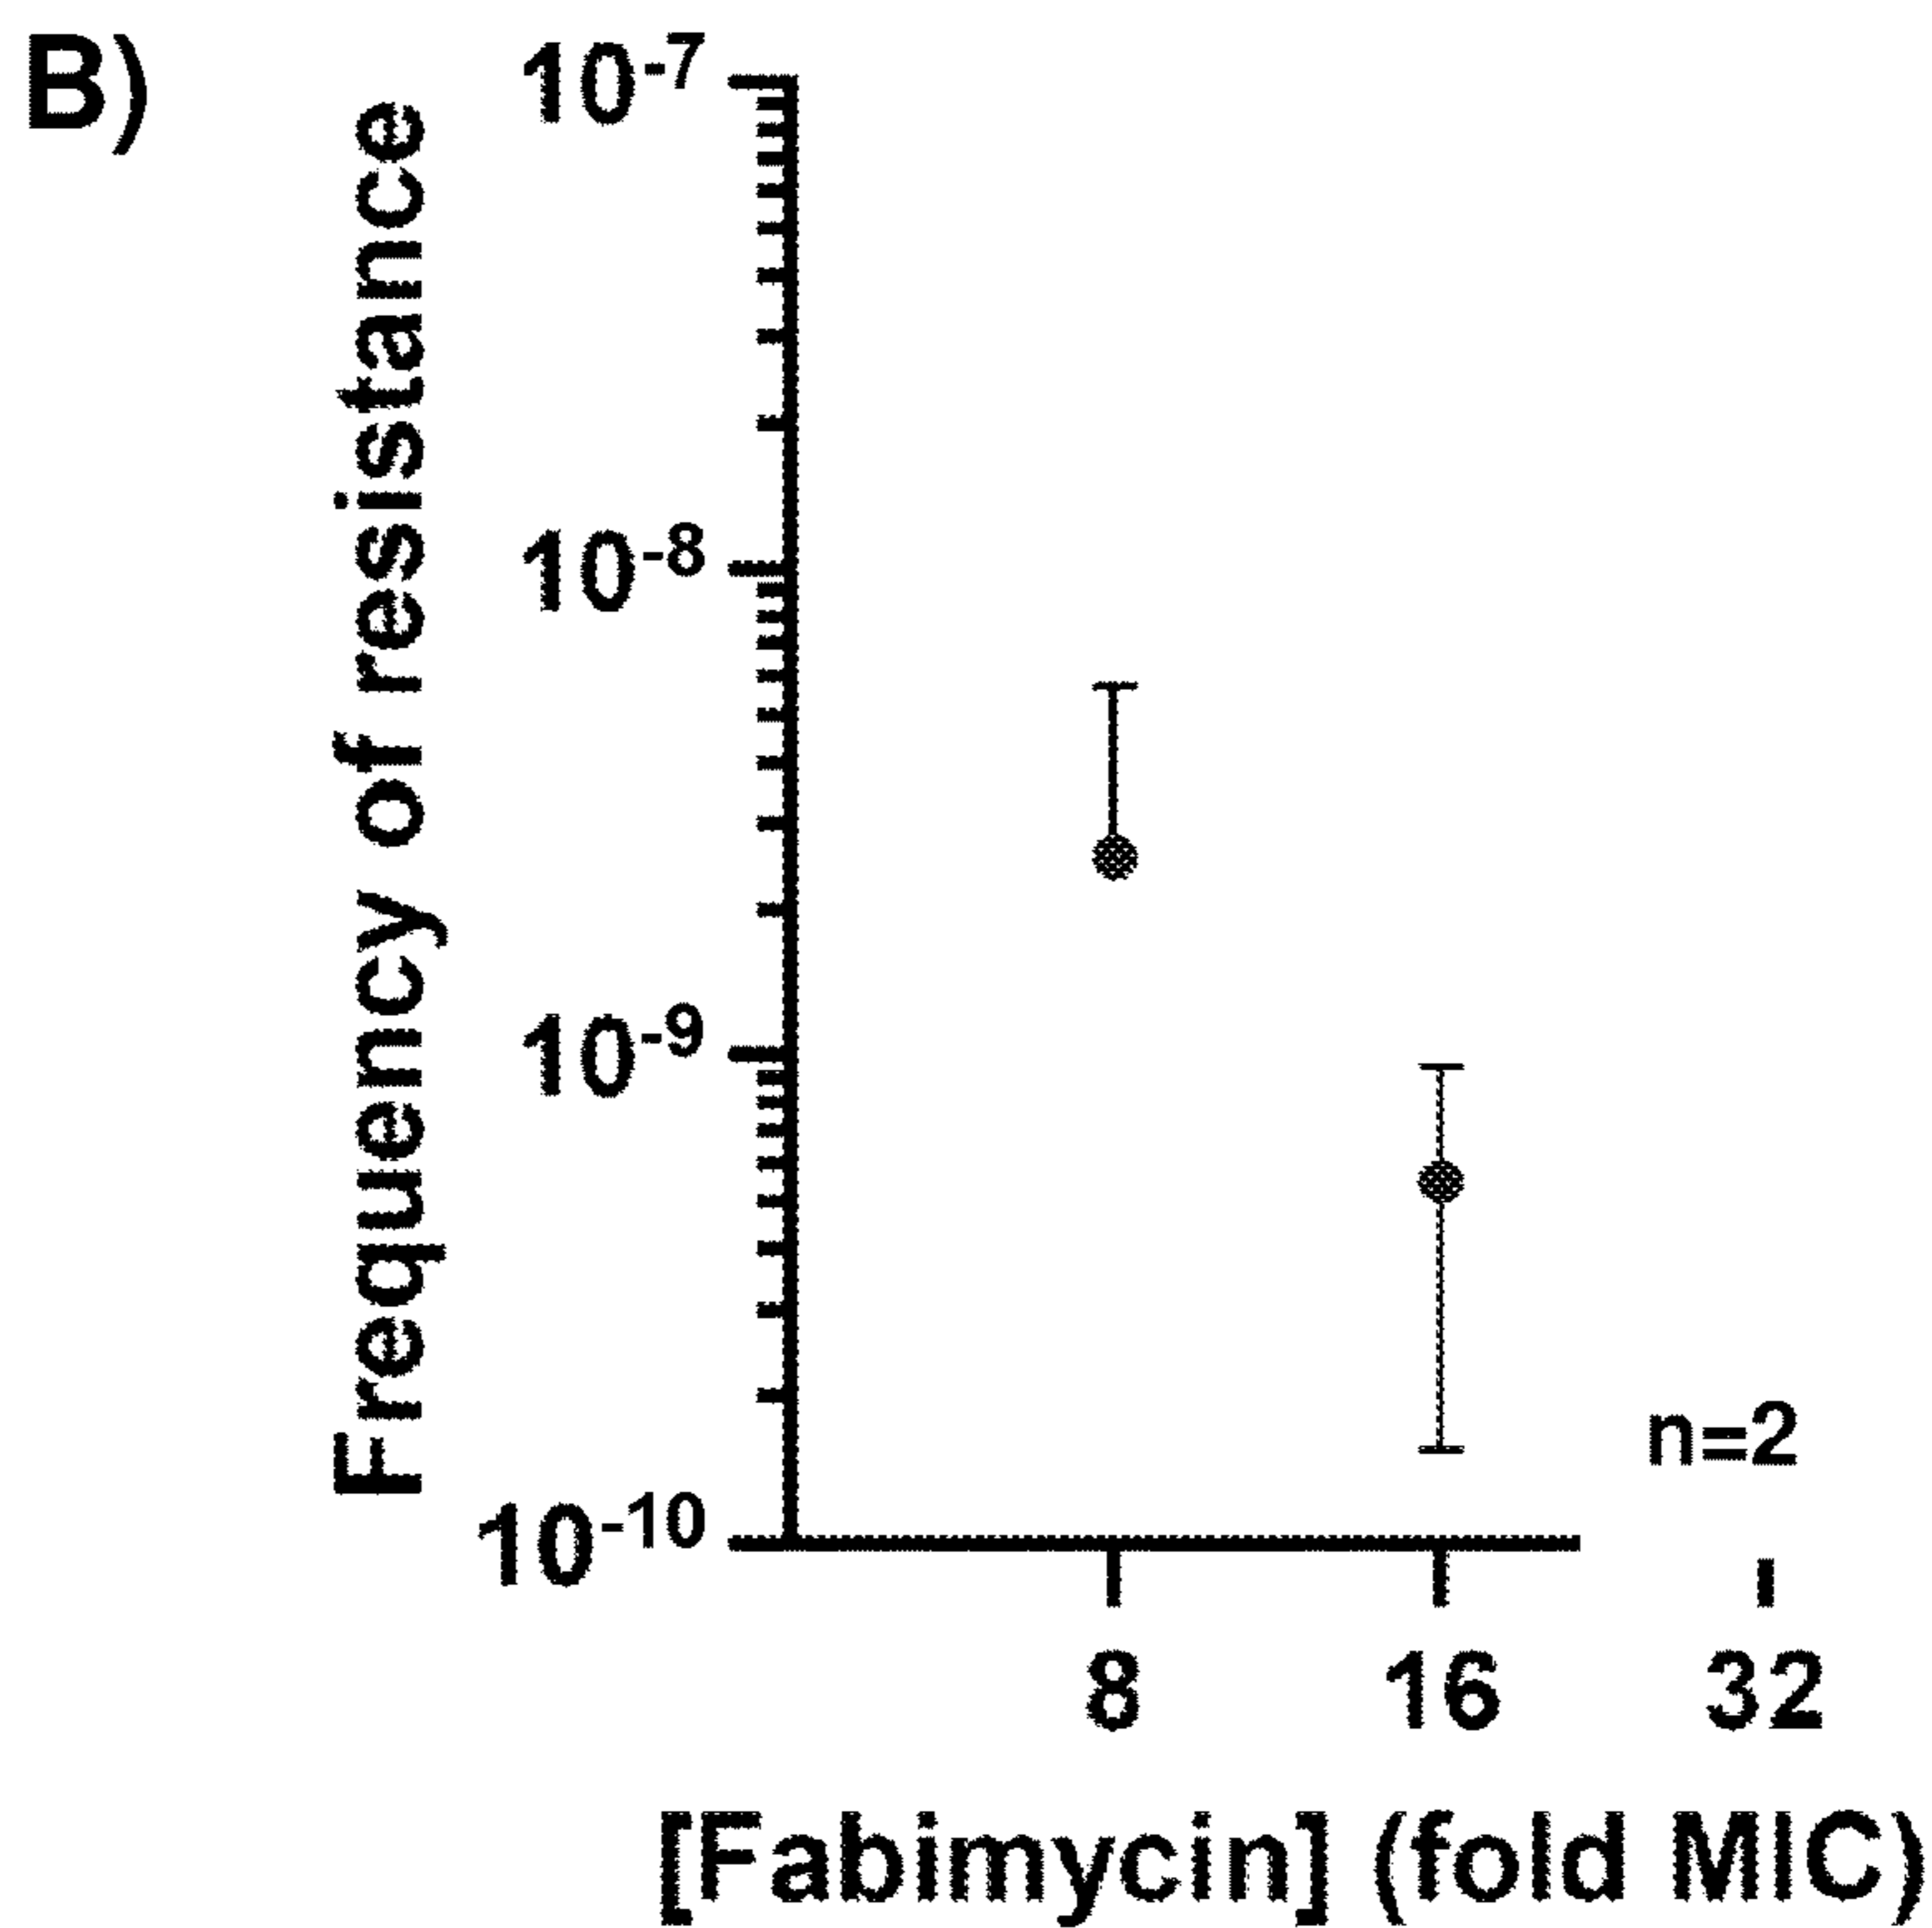 B)
Frequency of resistance
10-7
10-8
10-9
10-10
n=2
8 16 32
[Fabimycin] (fold MIC)